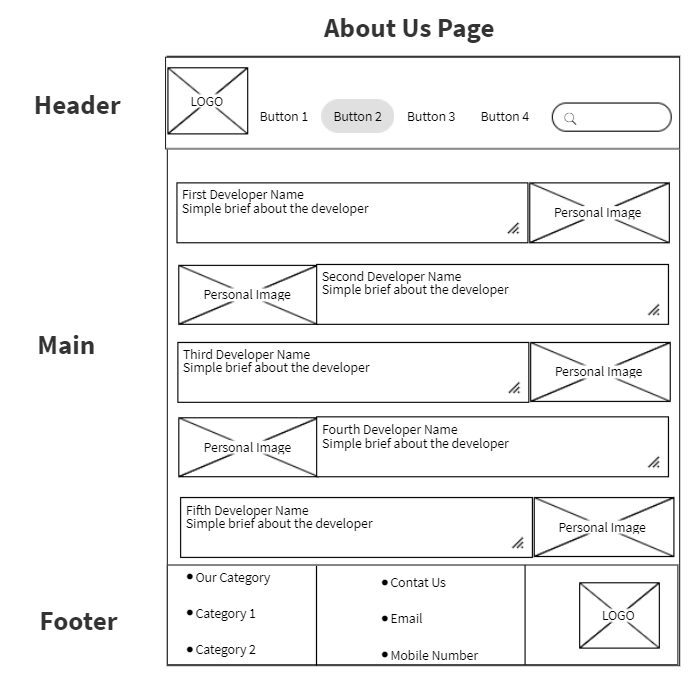 About Us Page
Header
LOGO
Button 1
Button 2
Button 3
Button 4
First Developer Name
Simple brief about the developer
Personal Image
Personal Image
Second Developer Name
Simple brief about the developer
Main
Third Developer Name
Simple brief about the developer
Personal Image
Personal Image
Fourth Developer Name
Simple brief about the developer
Fifth Developer Name
Simple brief about the developer
Personal Image
Footer
Our Category
Category 1
Category 2
Contat Us
Email
Mobile Number
LOGO